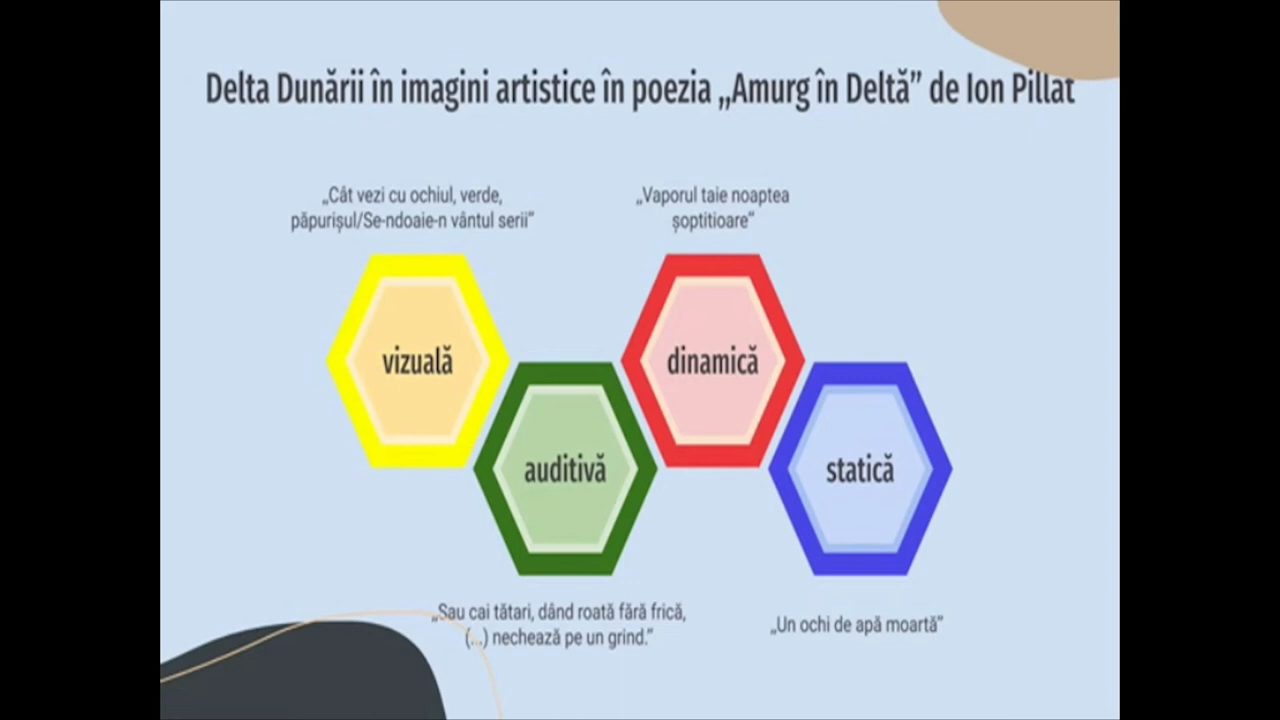 Delta Dunării în imagini artistice în poezia „Amurg în Deltă” de Ion Pillat
„Cât vezi cu ochiul, verde,
păpurișul/Se-ndoaie-n vântul serii”
„Vaporul taie noaptea
șoptitioare”
vizuală
dinamică
auditivă
statică
„Sau cai tătari, dând roată fără frică,
(...) nechează pe un grind.”
„Un ochi de apă moartă”